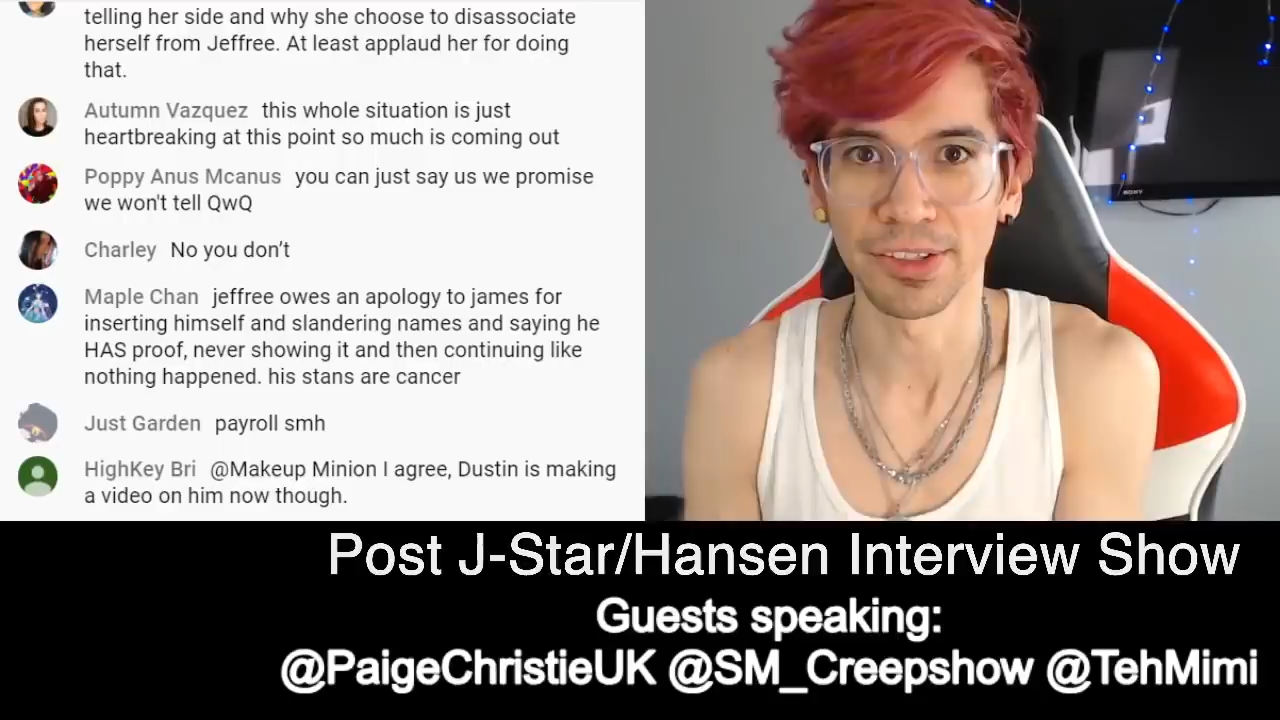 telling her side and why she choose to disassociate
herself from Jeffree. At least applaud her for doing
that.
Autumn Vazquez this whole situation is just
heartbreaking at this point so much is coming out
Poppy Anus Mcanus you can just say us we promise
we won't tell QwQ
Charley No you don’t
Maple Chan jeffree owes an apology to james for
inserting himself and slandering names and saying he
HAS proof, never showing it and then continuing like
nothing happened. his stans are cancer
Just Garden payroll smh
HighKey Bri @Makeup Minion I agree, Dustin is making
a video on him now though.
SONY
Post J-Star/Hansen Interview Show
Guests speaking:
@PaigeChristieUK @SM_Creepshow @TehMimi